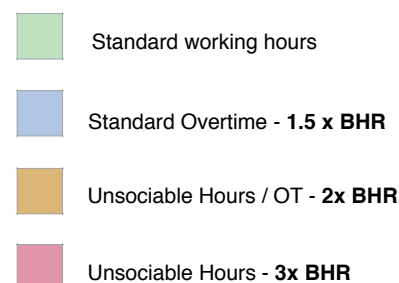 Standard working hours
Standard Overtime - 1.5 x BHR
Unsociable Hours / OT - 2x BHR
Unsociable Hours - 3x BHR